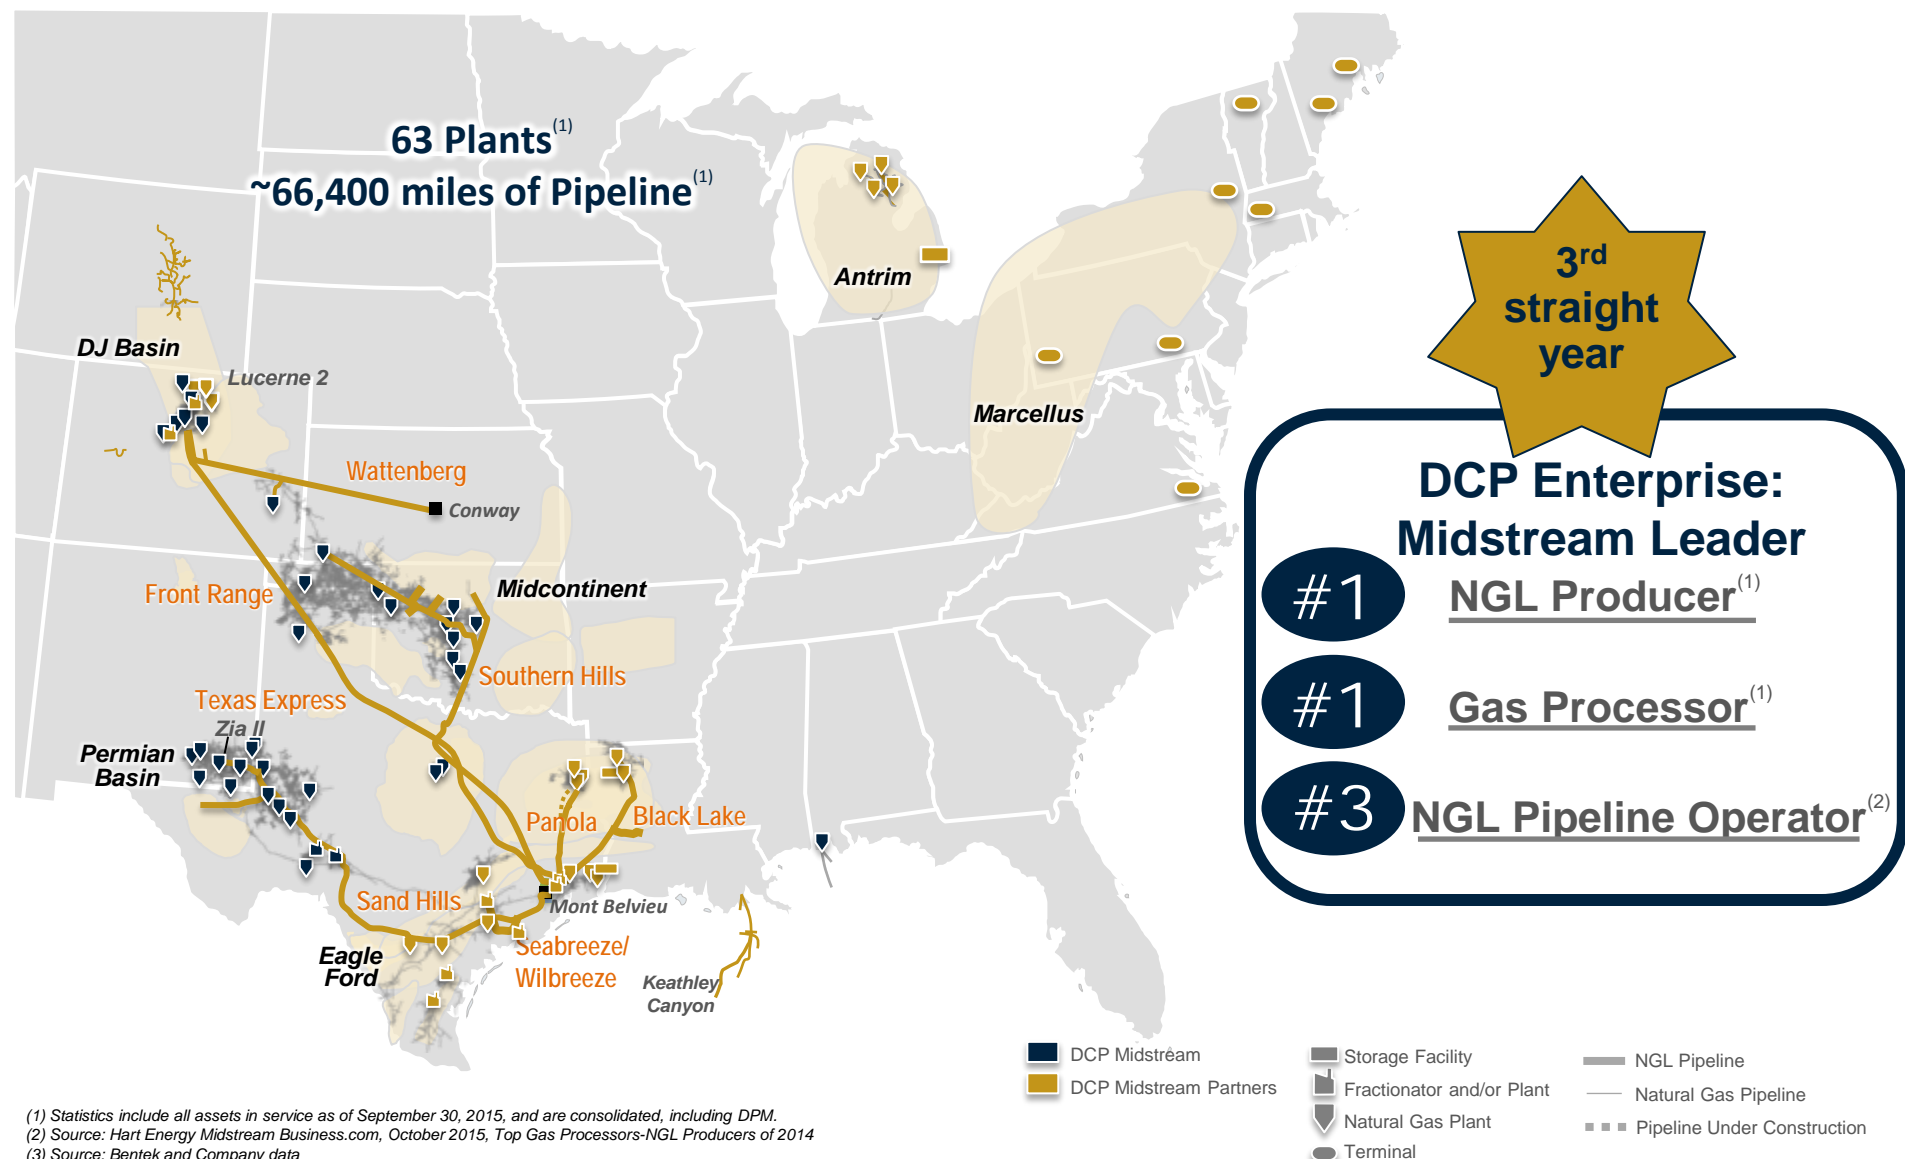 63 Plants(1)
~66,400 miles of Pipeline(1)
3rd
straight
year
DCP Enterprise:
Midstream Leader
#1 NGL Producer(1)
#1 Gas Processor(1)
#3 NGL Pipeline Operator(2)
Antrim
DJ Basin
Lucerne 2
Marcellus
Wattenberg
Conway
Front Range
Midcontinent
Southern Hills
Texas Express
Zia II
Permian
Basin
Panola
Black Lake
Sand Hills
Mont Belvieu
Eagle
Ford
Seabreeze/
Wilbreeze
Keathley
Canyon
DCP Midstream
DCP Midstream Partners
Storage Facility
Fractionator and/or Plant
Natural Gas Plant
Terminal
NGL Pipeline
Natural Gas Pipeline
Pipeline Under Construction
(1) Statistics include all assets in service as of September 30, 2015, and are consolidated, including DPM.
(2) Source: Hart Energy Midstream Business.com, October 2015, Top Gas Processors-NGL Producers of 2014
(3) Source: Bentek and Company data